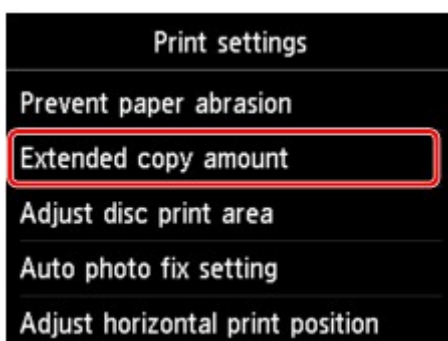 Print settings
Prevent paper abrasion
Extended copy amount
Adjust disc print area
Auto photo fix setting
Adjust horizontal print position